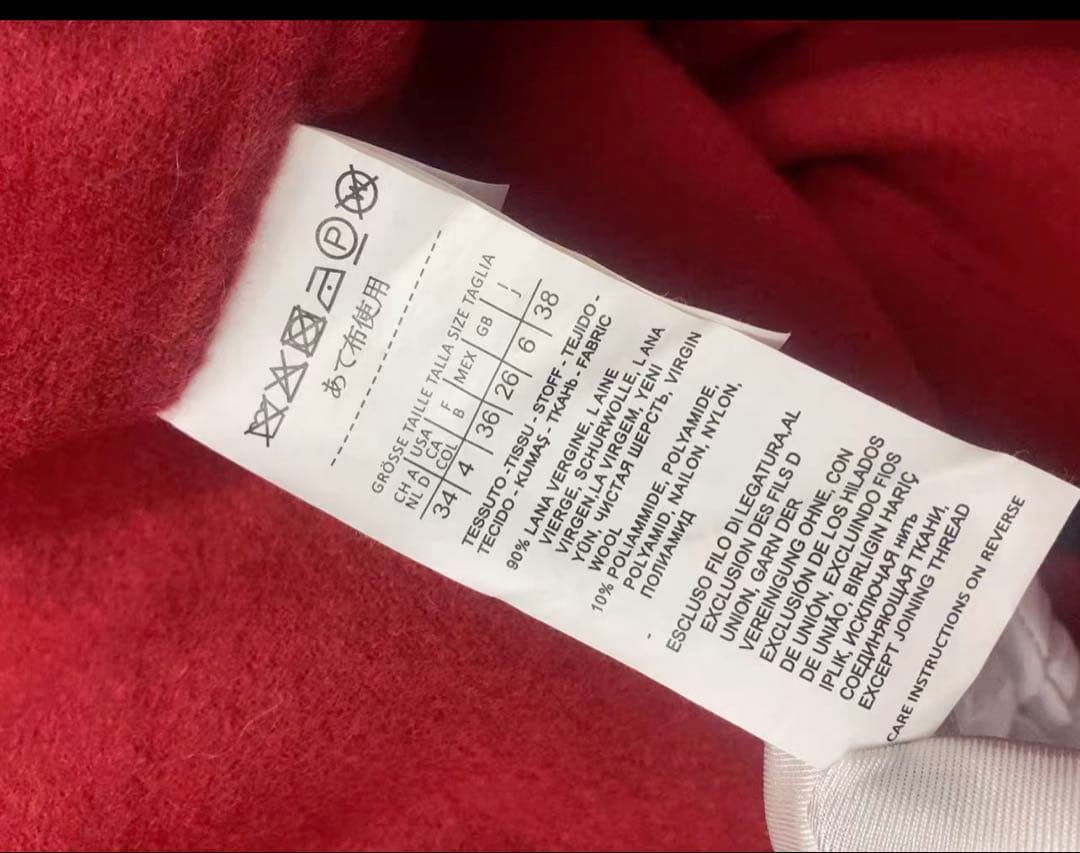 あて布使用
GRÖSSE TAILLE TALLA SIZE TAGLIA
CH A USA F MEX GB I
NL D CA B
COL
34 4 36 26 6 38
TESSUTO - TISSU - STOFF - TEJIDO -
TECIDO - KUMAŞ - ТКАНЬ - FABRIC
90% LANA VERGINE, LAINE
VIERGE, SCHURWOLLE, LANA
VIRGEN, LA VIRGEM, YENI
YÜN, ЧИСТАЯ ШЕРСТЬ, VIRGIN
WOOL
10% POLIAMMIDE, POLYAMIDE,
POLYAMID, NAILON, NYLON,
ПОЛИАМИД
-
ESCLUSO FILO DI LEGATURA AL
EXCLUSION DES FILS D
UNION, GARN DER
VEREINIGUNG OHNE, CON
EXCLUSIÓN DE LOS HILADOS
DE UNIÓN, EXCLUINDO FIOS
DE UNIÃO, BIRLIGIN HARIÇ
IPLIK, ИСКЛЮЧАЯ НИТЬ
СОЕДИНЯЮЩАЯ ТКАНИ,
EXCEPT JOINING THREAD
CARE INSTRUCTIONS ON REVERSE